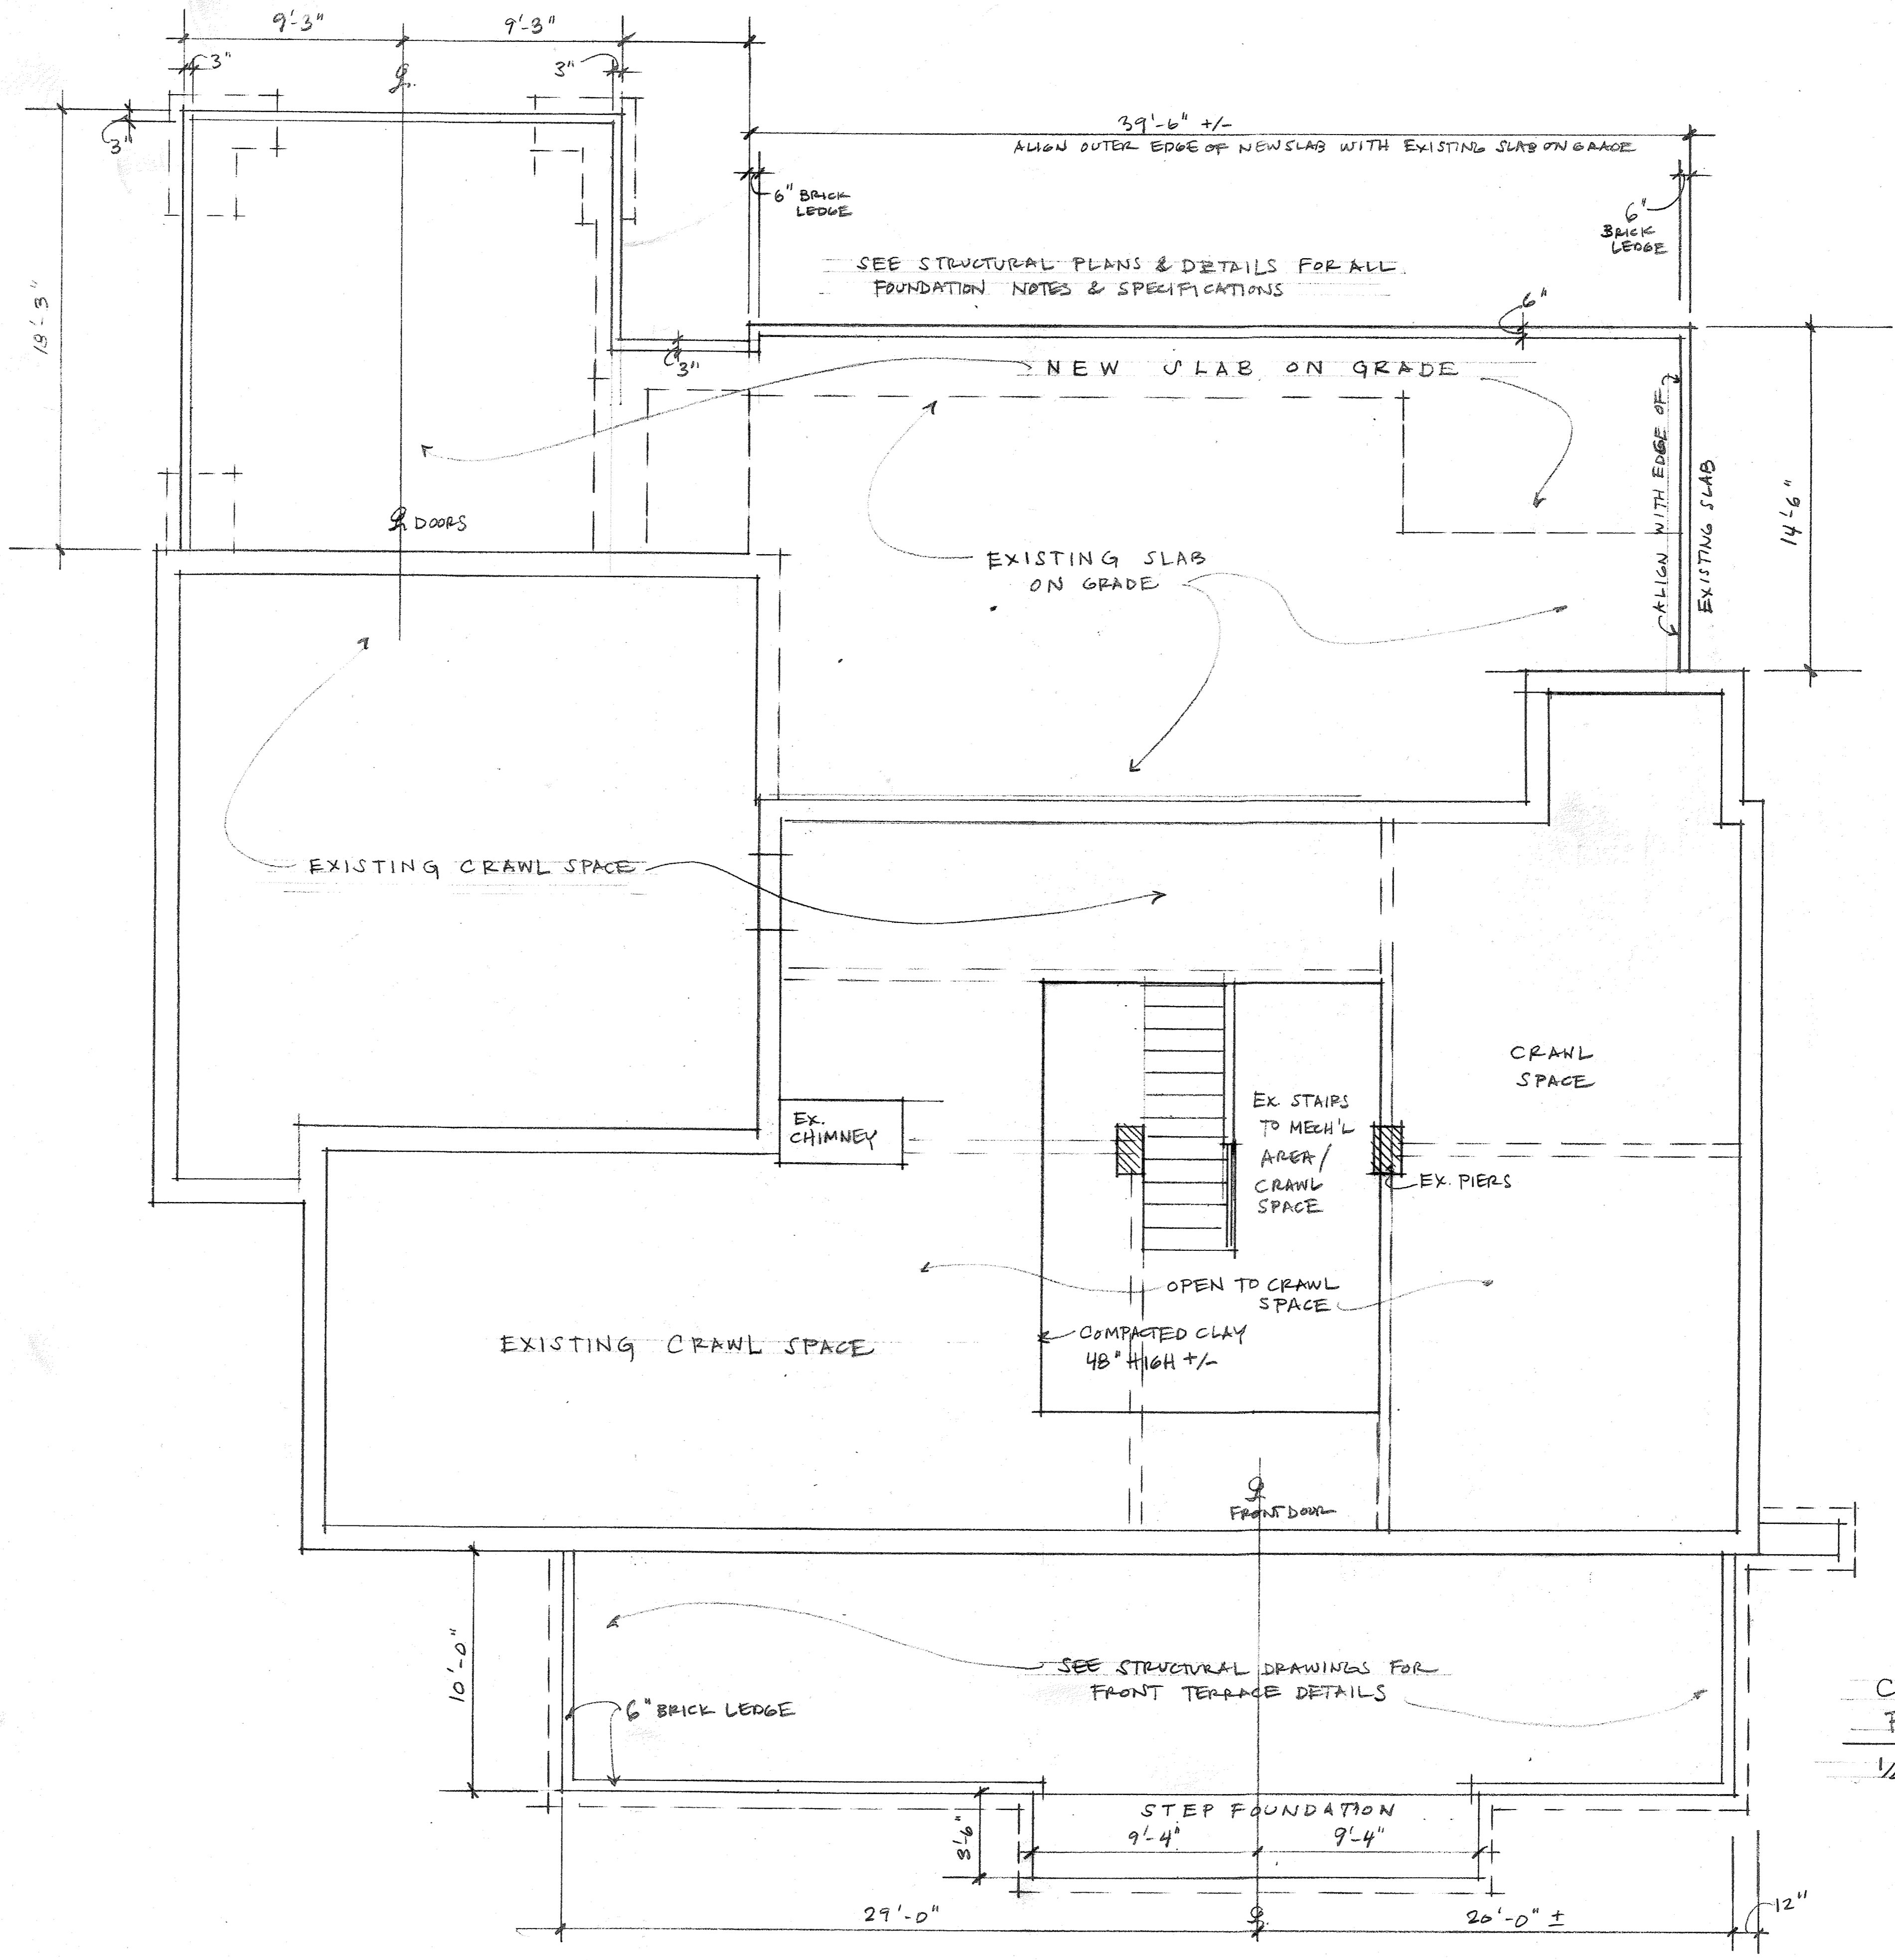 9'-3"
9'-3"
3"
3"
3"
39'-6" +/-
ALIGN OUTER EDGE OF NEW SLAB WITH EXISTING SLAB ON GRADE
6" BRICK
LEDGE
6"
BRICK
LEDGE
SEE STRUCTURAL PLANS & DETAILS FOR ALL
FOUNDATION NOTES & SPECIFICATIONS
18'-3"
6"
3"
NEW SLAB ON GRADE
ALIGN WITH EDGE OF
EXISTING SLAB
14'-6"
DOORS
EXISTING SLAB
ON GRADE
EXISTING CRAWL SPACE
CRAWL
SPACE
EX.
CHIMNEY
EX. STAIRS
TO MECH'L
AREA/
CRAWL
SPACE
EX. PIERS
OPEN TO CRAWL
SPACE
COMPACTED CLAY
48" HIGH +/-
EXISTING CRAWL SPACE
FRONT DOOR
10'-0"
SEE STRUCTURAL DRAWINGS FOR
FRONT TERRACE DETAILS
6" BRICK LEDGE
STEP FOUNDATION
9'-4"
9'-4"
3'-6"
29'-0"
20'-0" ±
12"